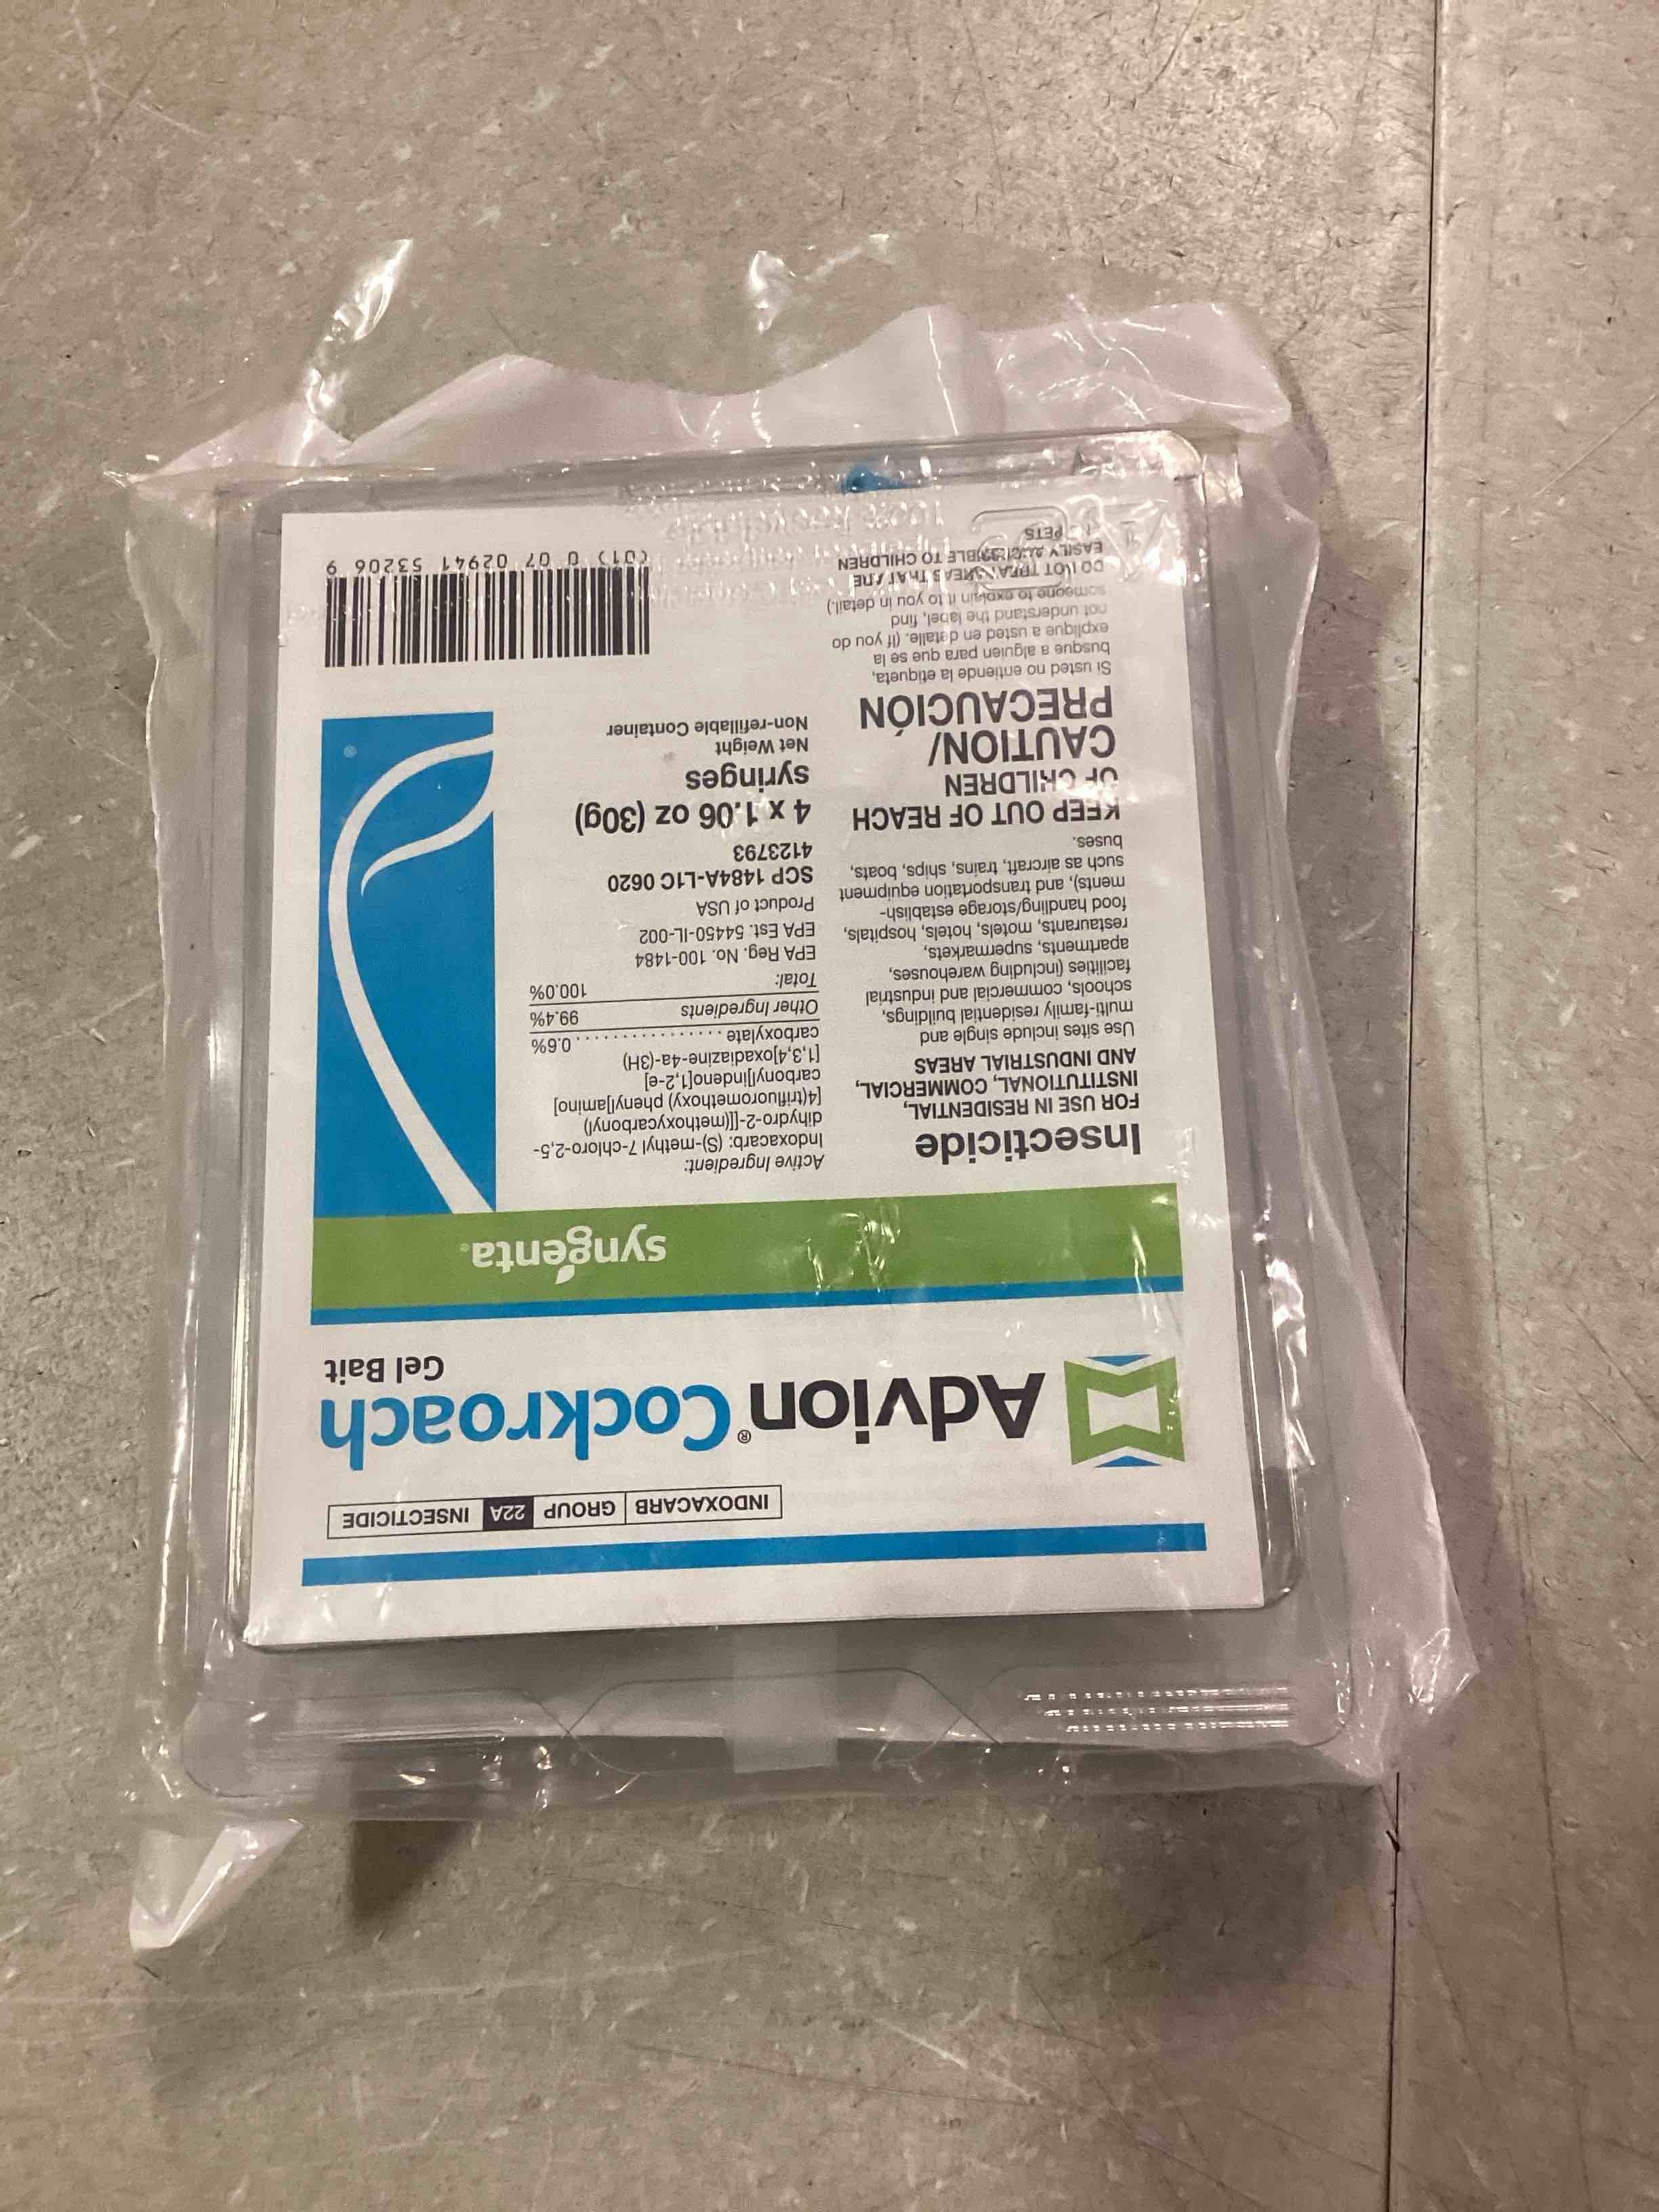 INDOXACARB GROUP 22A INSECTICIDE
Advion® Cockroach
Gel Bait
syngenta
Insecticide
FOR USE IN RESIDENTIAL,
INSTITUTIONAL, COMMERCIAL,
AND INDUSTRIAL AREAS
Use sites include single and
multi-family residential buildings,
schools, commercial and industrial
facilities (including warehouses,
apartments, supermarkets,
restaurants, motels, hotels, hospitals,
food handling/storage establish-
ments), and transportation equipment
such as aircraft, trains, ships, boats,
buses.
KEEP OUT OF REACH
OF CHILDREN
CAUTION/
PRECAUCIÓN
Si usted no entiende la etiqueta,
busque a alguien para que se la
explique a usted en detalle. (If you do
not understand the label, find
someone to explain it to you in detail.)
DO NOT TREAT AREAS THAT ARE
EASILY ACCESSIBLE TO CHILDREN
PETS
Active Ingredient:
Indoxacarb: (S)-methyl 7-chloro-2,5-
dihydro-2-[[(methoxycarbonyl)
[4(trifluoromethoxy) phenyl]amino]
carbonyl]indeno[1,2-e]
[1,3,4]oxadiazine-4a-(3H)
carboxylate ................ 0.6%
Other Ingredients 99.4%
Total: 100.0%
EPA Reg. No. 100-1484
EPA Est. 54450-IL-002
Product of USA
SCP 1484A-L1C 0620
4123793
4 x 1.06 oz (30g)
syringes
Net Weight
Non-refillable Container
(01) 0 07 02941 53206 9